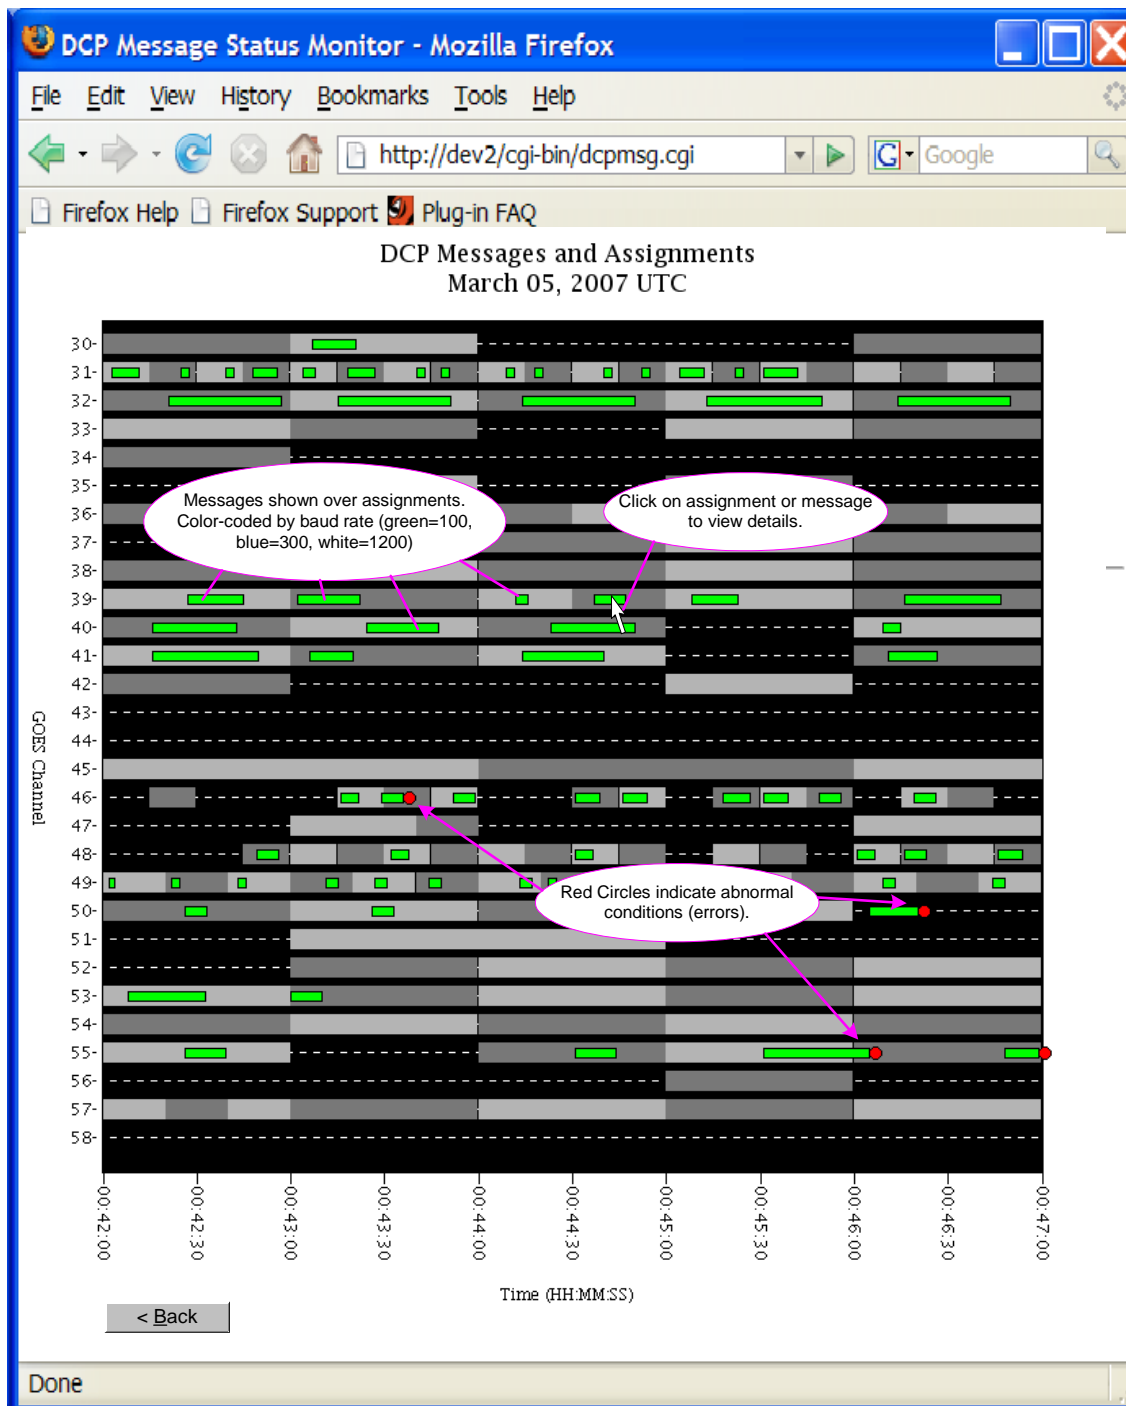 DCP Message Status Monitor - Mozilla Firefox
File Edit View History Bookmarks Tools Help
http://dev2/cgi-bin/dcpmsg.cgi
G Google
Firefox Help Firefox Support Plug-in FAQ
DCP Messages and Assignments
March 05, 2007 UTC
30-
31-
32-
33-
34-
35-
Messages shown over assignments.
Color-coded by baud rate (green=100,
blue=300, white=1200)
Click on assignment or message
to view details.
36-
37-
38-
39-
40-
41-
42-
43-
44-
45-
46-
47-
48-
49-
Red Circles indicate abnormal
conditions (errors).
50-
51-
52-
53-
54-
55-
56-
57-
58-
GOES Channel
00:42:00
00:42:30
00:43:00
00:43:30
00:44:00
00:44:30
00:45:00
00:45:30
00:46:00
00:46:30
00:47:00
Time (HH:MM:SS)
< Back
Done